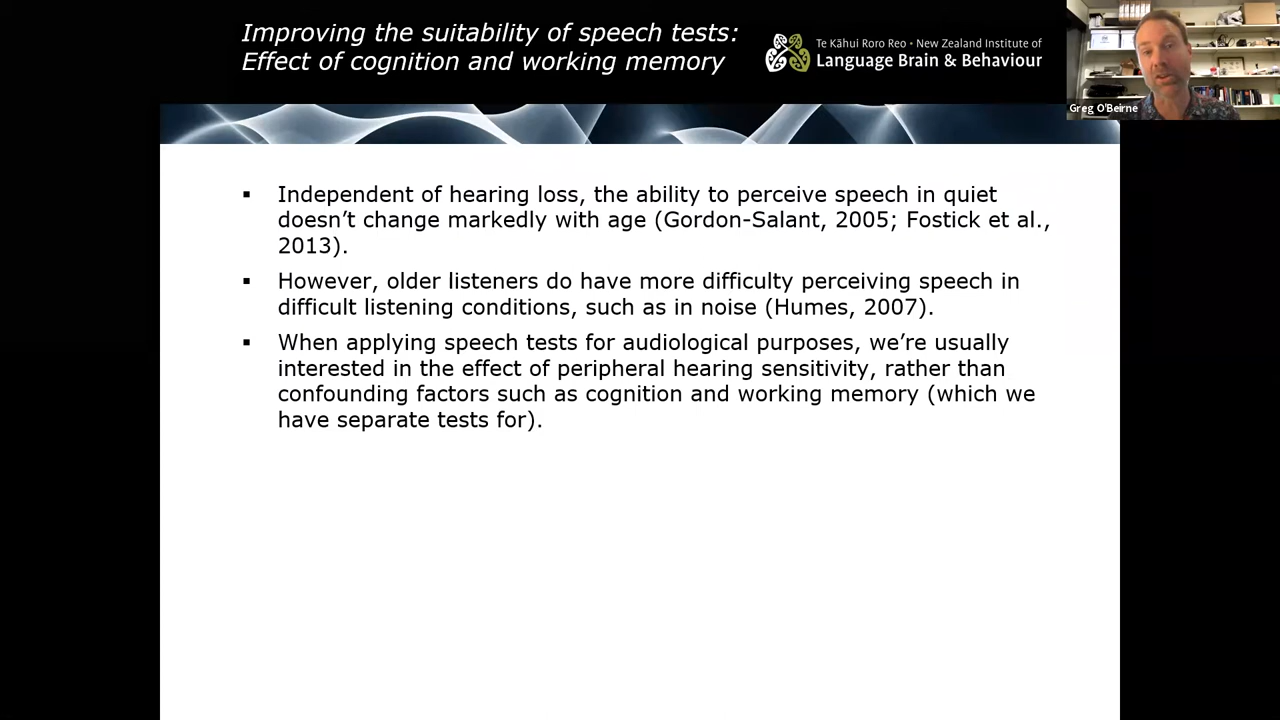 Improving the suitability of speech tests:
Effect of cognition and working memory
Te Kāhui Roro Reo • New Zealand Institute of
Language Brain & Behaviour
Greg O'Beirne
▪ Independent of hearing loss, the ability to perceive speech in quiet
doesn’t change markedly with age (Gordon-Salant, 2005; Fostick et al.,
2013).
▪ However, older listeners do have more difficulty perceiving speech in
difficult listening conditions, such as in noise (Humes, 2007).
▪ When applying speech tests for audiological purposes, we’re usually
interested in the effect of peripheral hearing sensitivity, rather than
confounding factors such as cognition and working memory (which we
have separate tests for).